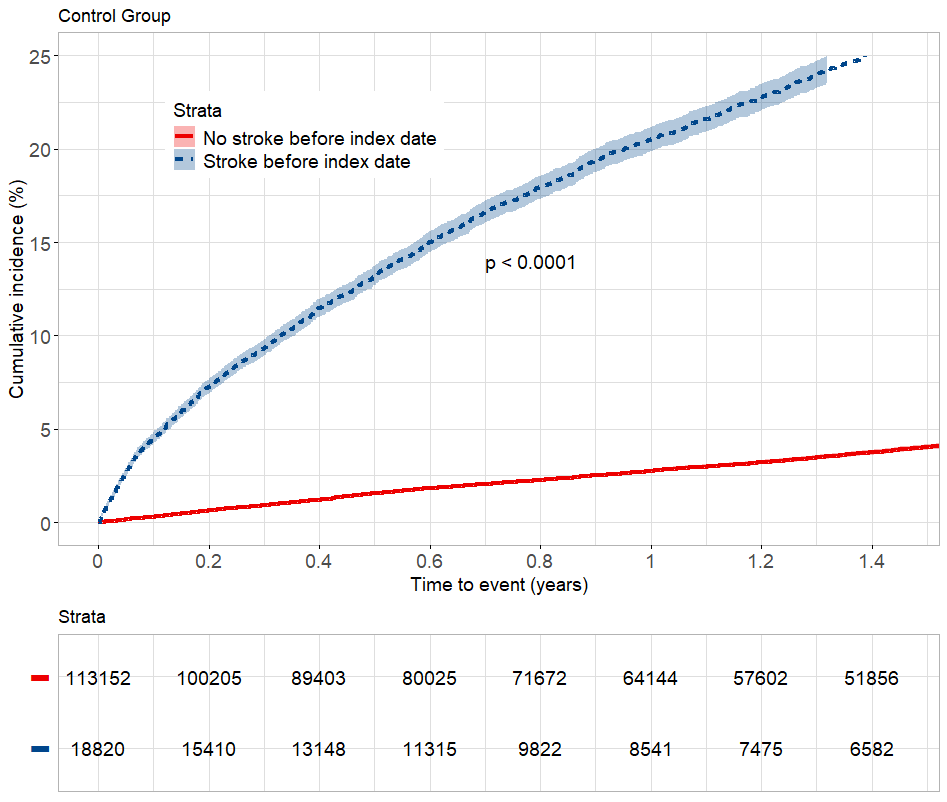 Control Group
25
20
15
10
5
0
Cumulative incidence (%)
Strata
No stroke before index date
Stroke before index date
p < 0.0001
0 0.2 0.4 0.6 0.8 1 1.2 1.4
Time to event (years)
Strata
113152 100205 89403 80025 71672 64144 57602 51856
18820 15410 13148 11315 9822 8541 7475 6582